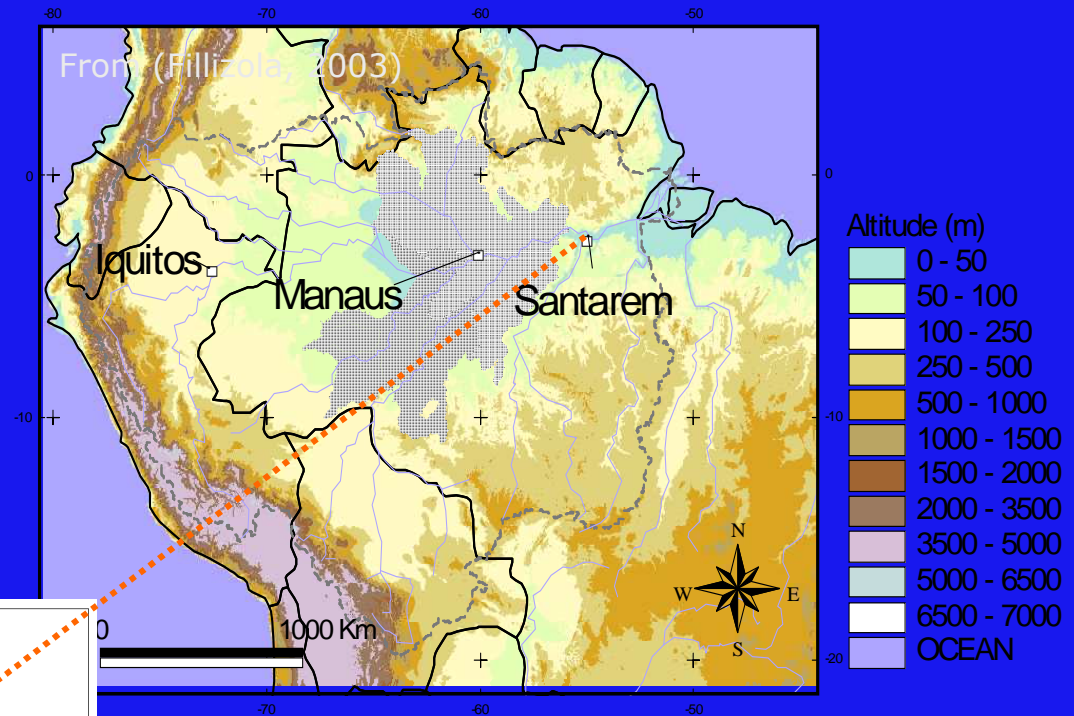 -80 -70 -60 -50
From (Fillizola, 2003)
0 0
Altitude (m)
0 - 50
Iquitos
Manaus
Santarem
50 - 100
100 - 250
250 - 500
-10 -10
500 - 1000
1000 - 1500
1500 - 2000
2000 - 3500
N
3500 - 5000
5000 - 6500
W E
6500 - 7000
0 1000 Km
S
OCEAN
-20
-70 -60 -50